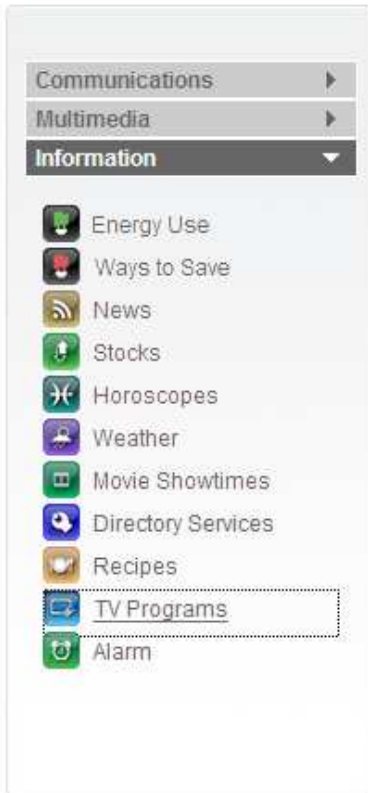 Communications
Multimedia
Information
Energy Use
Ways to Save
News
Stocks
Horoscopes
Weather
Movie Showtimes
Directory Services
Recipes
TV Programs
Alarm